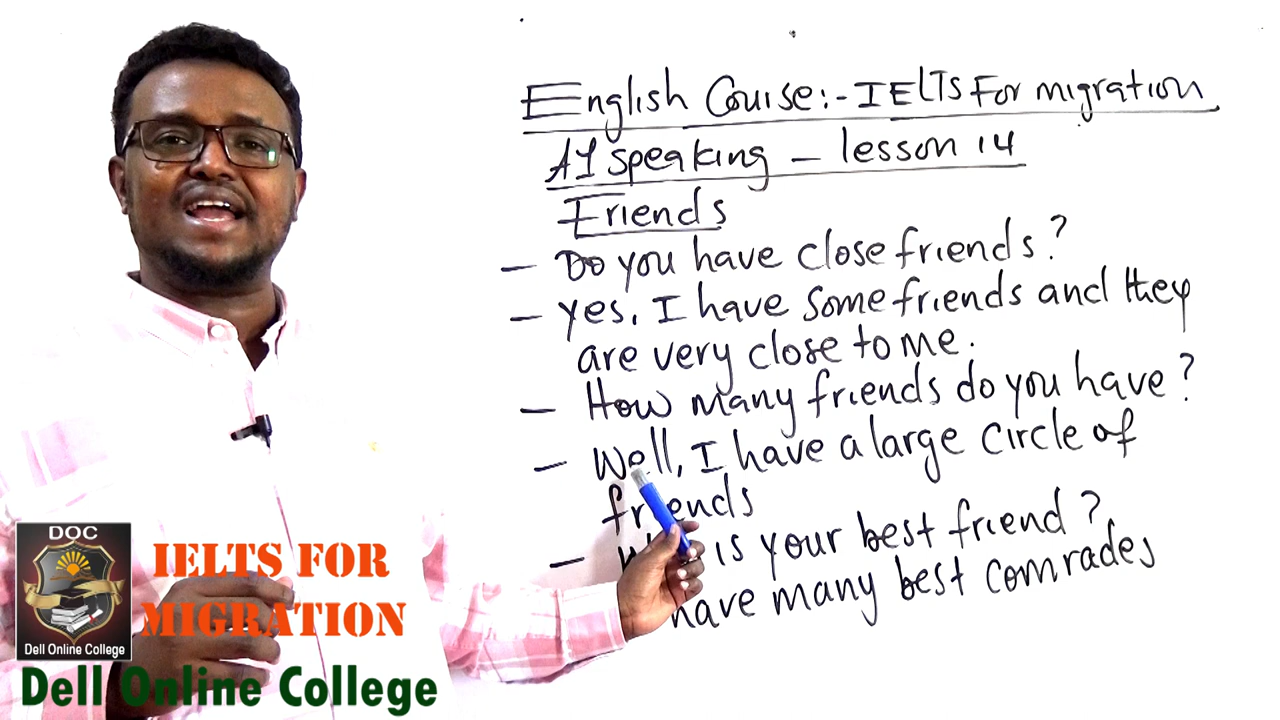 English Course:- IELTS For migration
A1 speaking - lesson 14
Friends
- Do you have close friends?
- yes, I have some friends and they
are very close to me.
- How many friends do you have?
- Well, I have a large circle of
friends
- is your best friend?
have many best comrades
DOC
Dell Online College
IELTS FOR
MIGRATION
Dell Online College